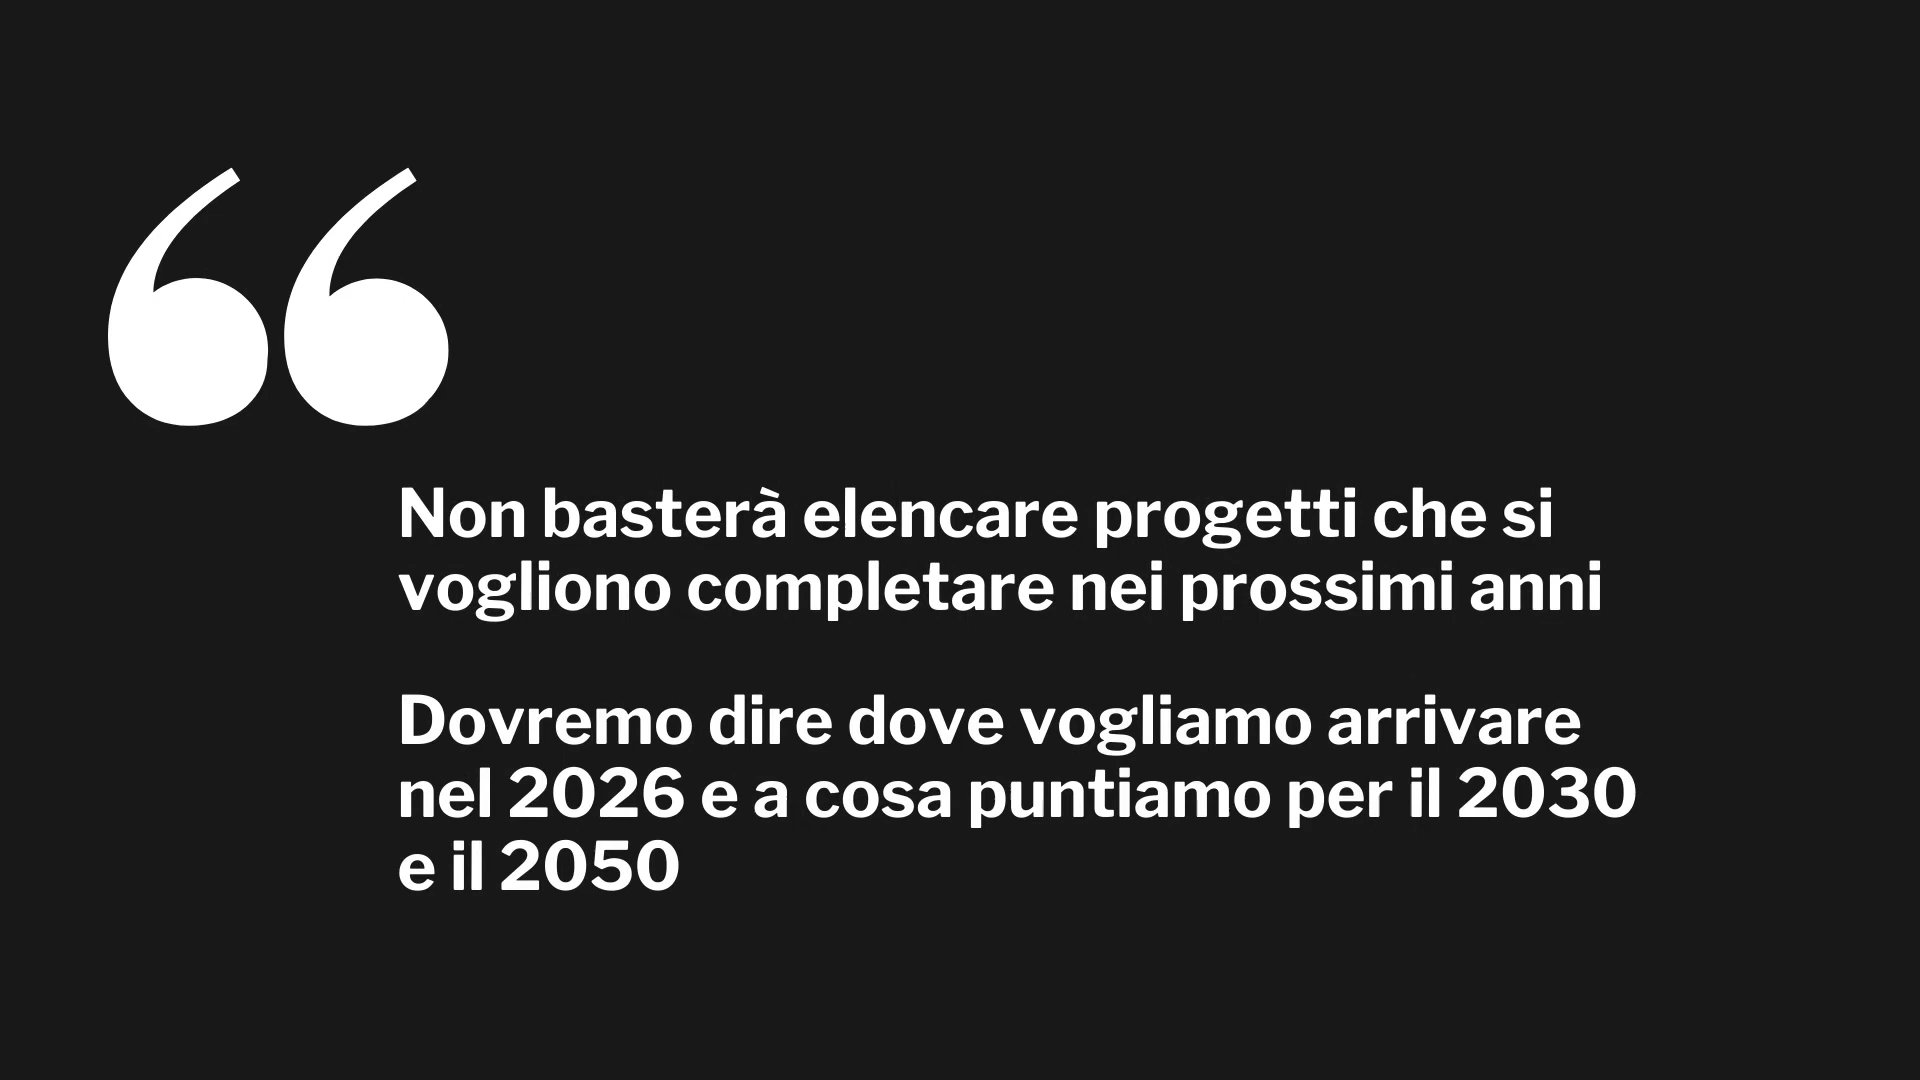 Non basterà elencare progetti che si
vogliono completare nei prossimi anni
Dovremo dire dove vogliamo arrivare
nel 2026 e a cosa puntiamo per il 2030
e il 2050